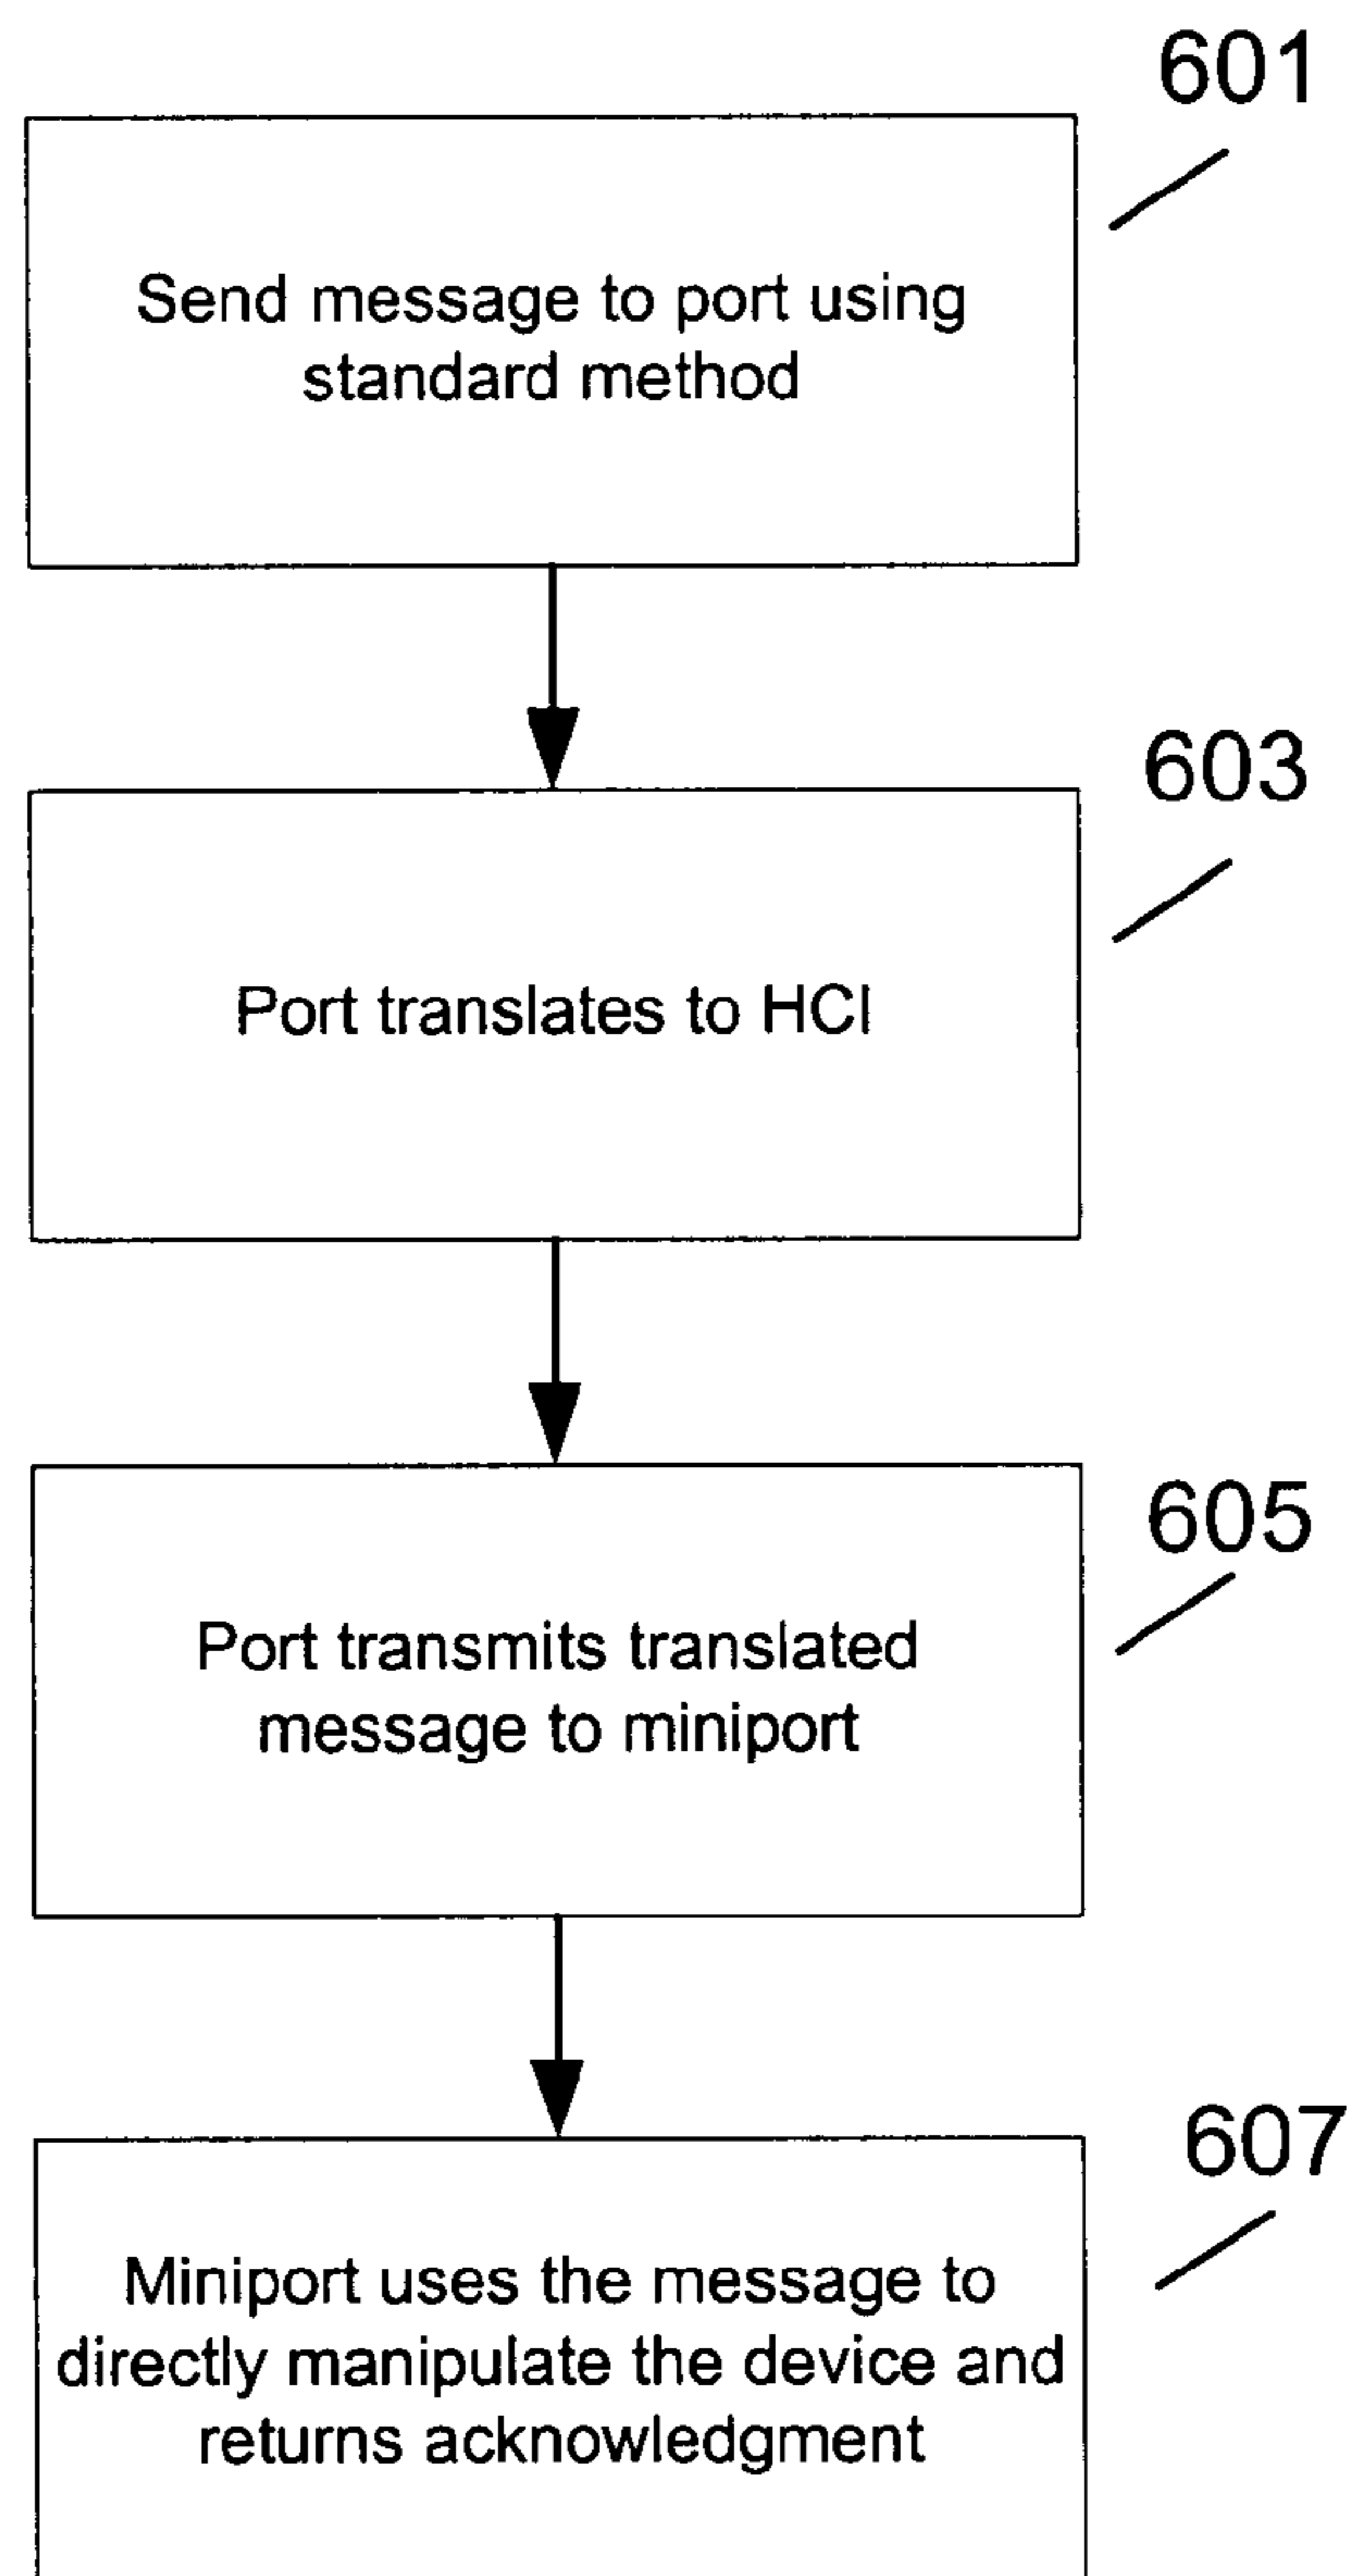 601
Send message to port using
standard method
603
Port translates to HCI
605
Port transmits translated
message to miniport
607
Miniport uses the message to
directly manipulate the device and
returns acknowledgment